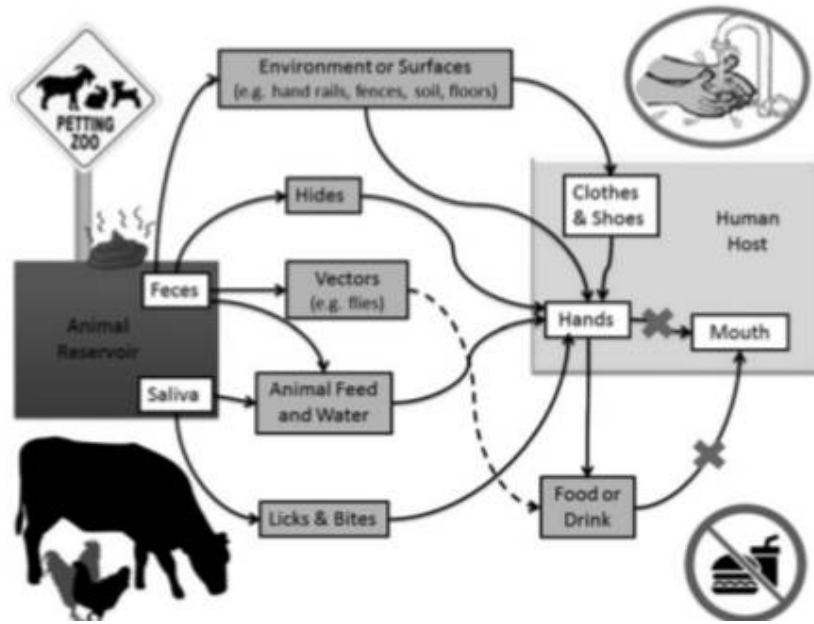 PETTING
ZOO
Environment or Surfaces
(e.g. hand rails, fences, soil, floors)
Hides
Clothes
& Shoes
Human
Host
Feces
Vectors
(e.g. flies)
Animal
Reservoir
Hands
Mouth
Saliva
Animal Feed
and Water
Licks & Bites
Food or
Drink